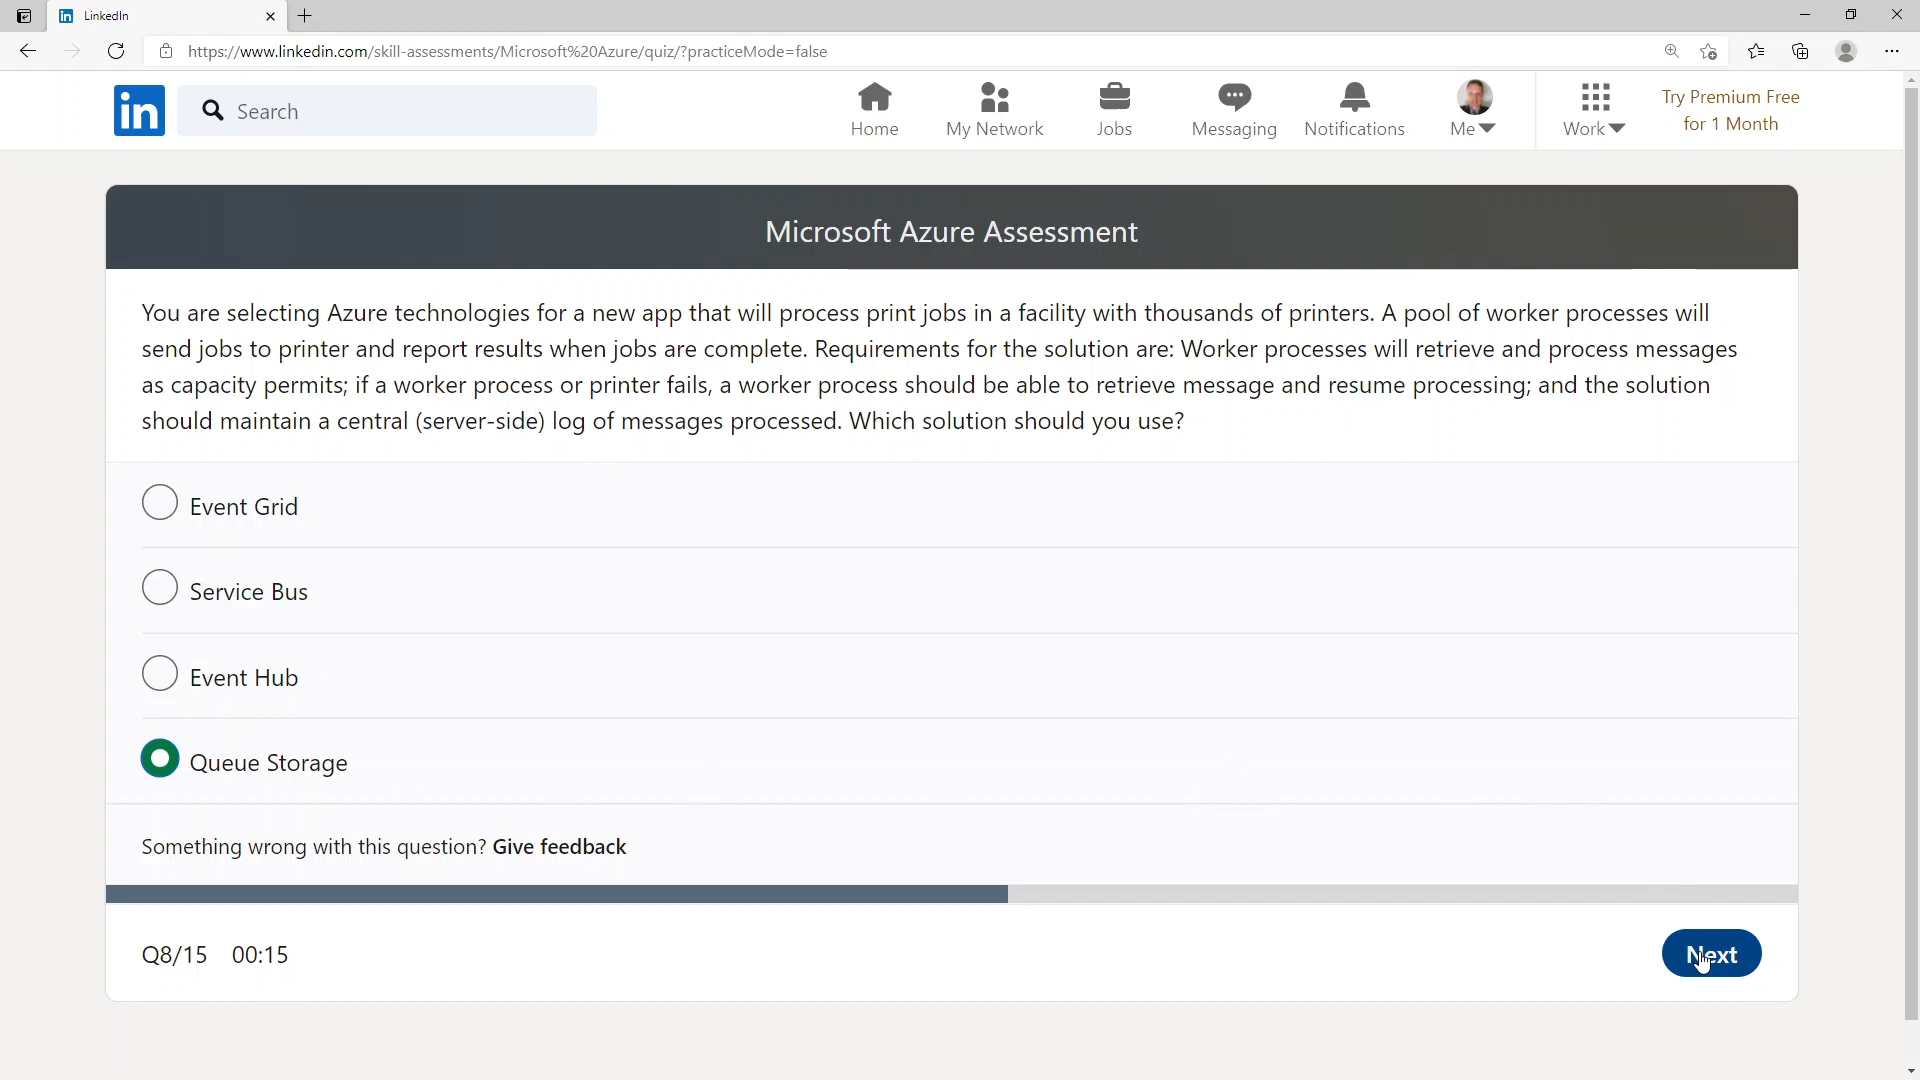 LinkedIn
https://www.linkedin.com/skill-assessments/Microsoft%20Azure/quiz/?practiceMode=false
in
Search
Home
My Network
Jobs
Messaging
Notifications
Me
Work
Try Premium Free
for 1 Month
Microsoft Azure Assessment
You are selecting Azure technologies for a new app that will process print jobs in a facility with thousands of printers. A pool of worker processes will
send jobs to printer and report results when jobs are complete. Requirements for the solution are: Worker processes will retrieve and process messages
as capacity permits; if a worker process or printer fails, a worker process should be able to retrieve message and resume processing; and the solution
should maintain a central (server-side) log of messages processed. Which solution should you use?
Event Grid
Service Bus
Event Hub
Queue Storage
Something wrong with this question? Give feedback
Q8/15 00:15
Next